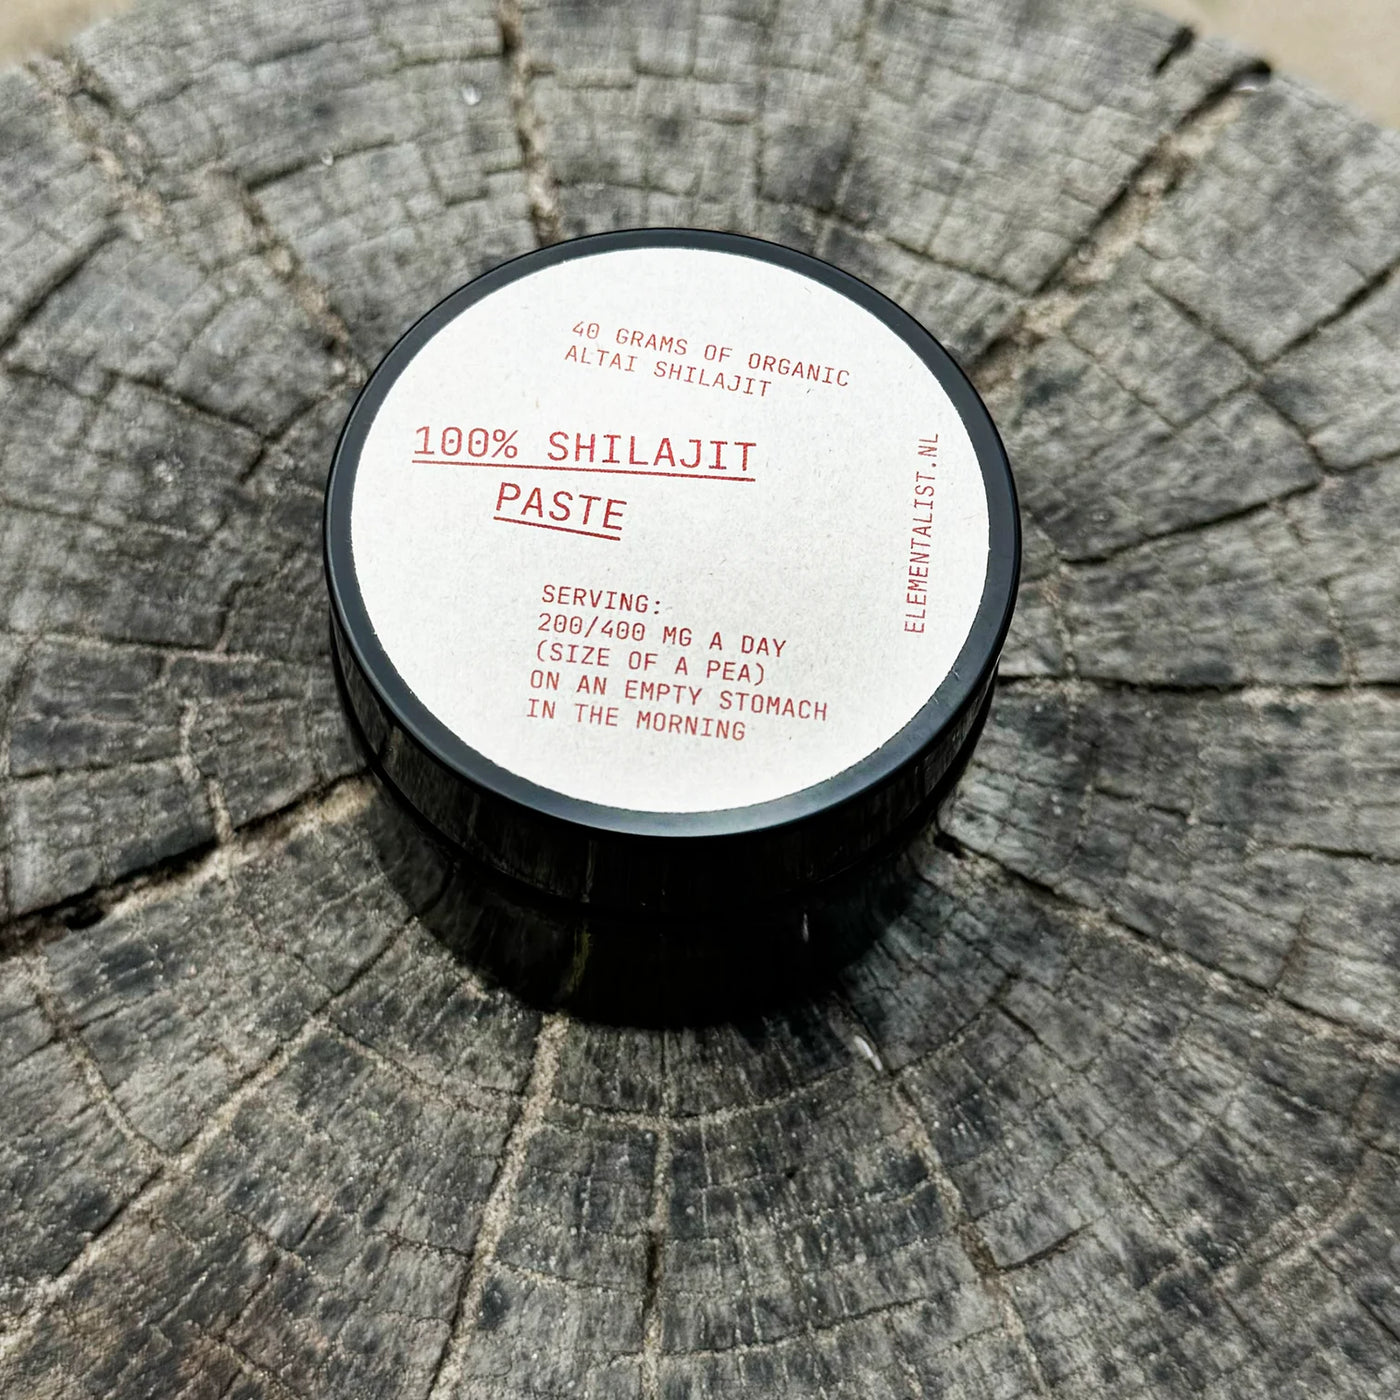 40 GRAMS OF ORGANIC
ALTAI SHILAJIT
100% SHILAJIT
PASTE
SERVING:
200/400 MG A DAY
(SIZE OF A PEA)
ON AN EMPTY STOMACH
IN THE MORNING
ELEMENTALIST.NL